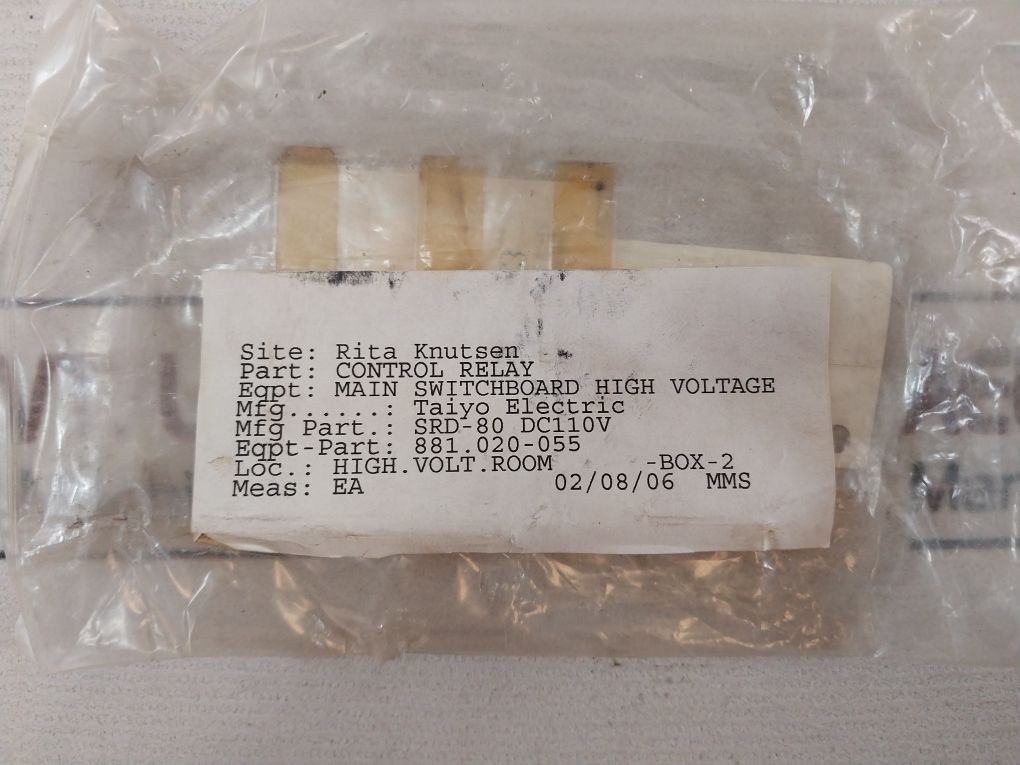 Site: Rita Knutsen
Part: CONTROL RELAY
Eqpt: MAIN SWITCHBOARD HIGH VOLTAGE
Mfg......: Taiyo Electric
Mfg Part.: SRD-80 DC110V
Eqpt-Part: 881.020-055
Loc.: HIGH.VOLT.ROOM -BOX-2
Meas: EA 02/08/06 MMS